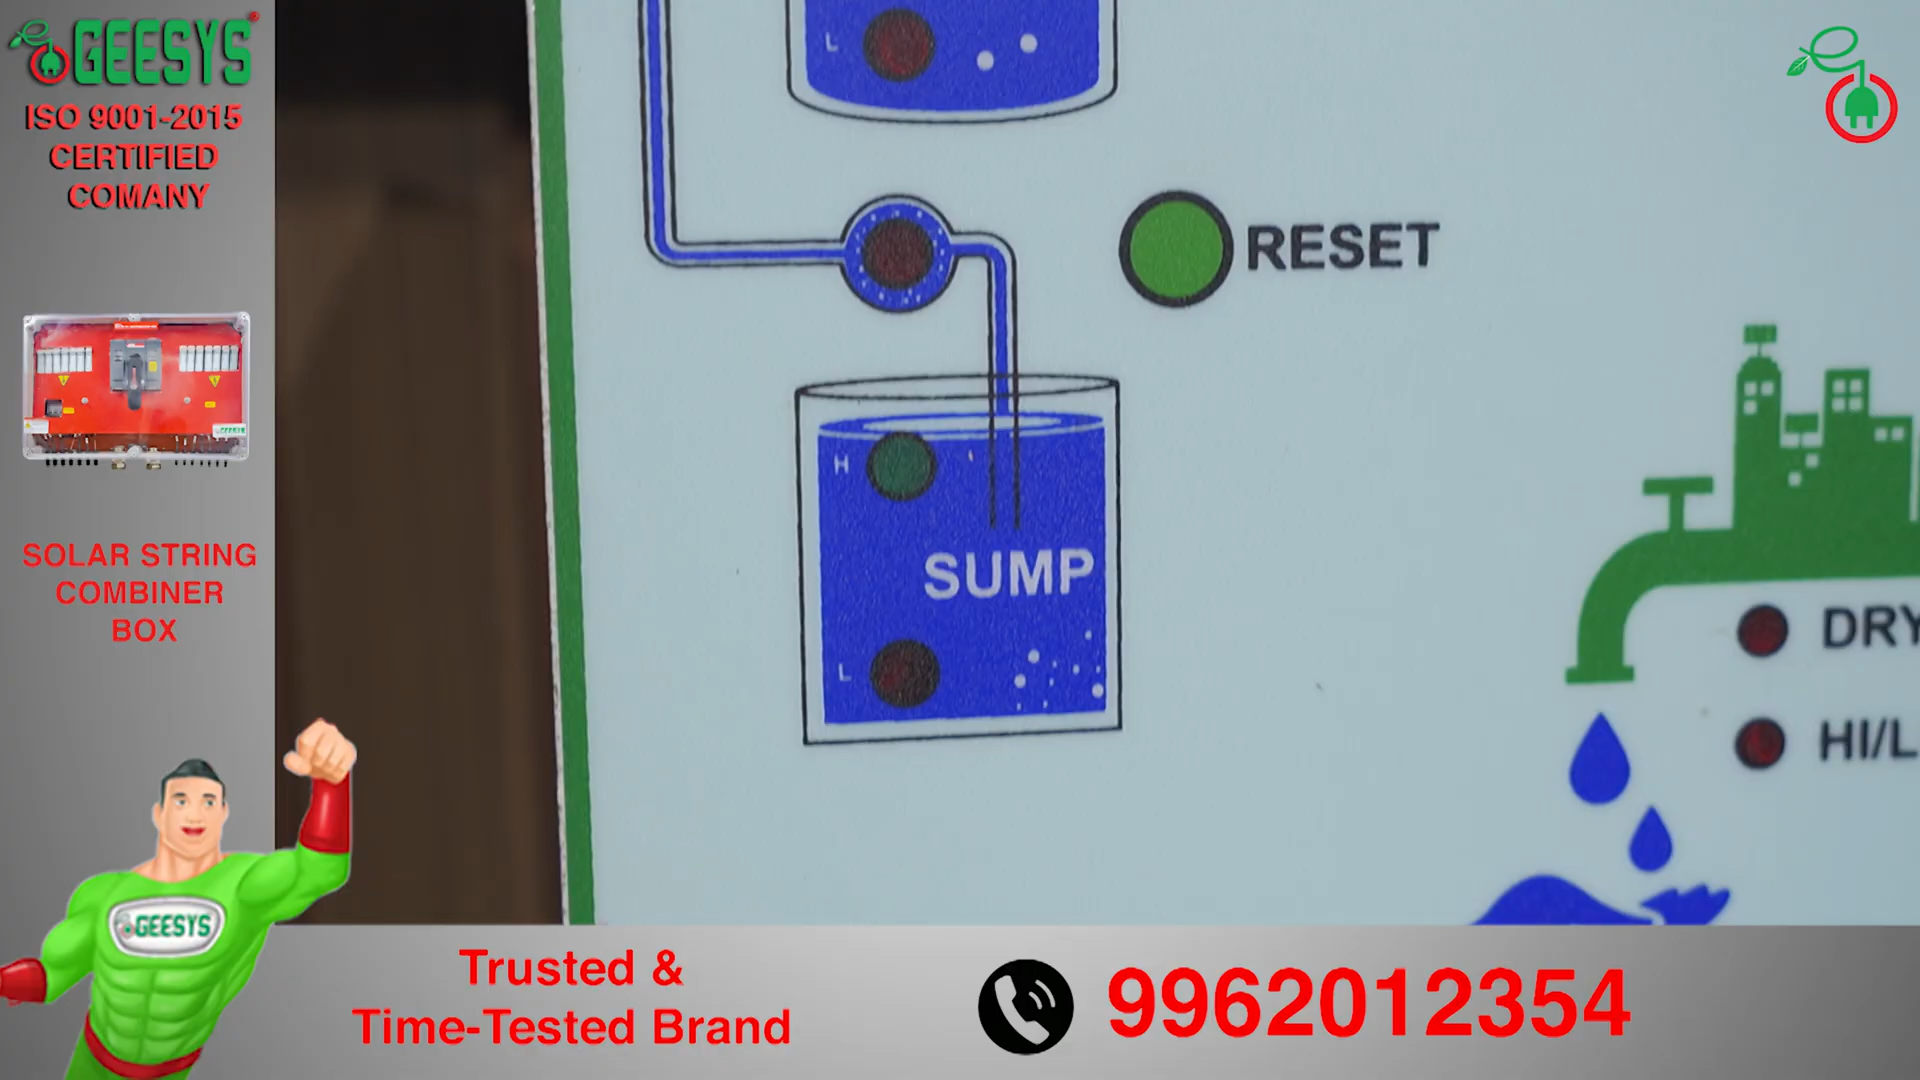 GEESYS
ISO 9001-2015
CERTIFIED
COMANY
SOLAR STRING
COMBINER
BOX
L
RESET
H
SUMP
L
DRY
HI/L
GEESYS
Trusted &
Time-Tested Brand
9962012354